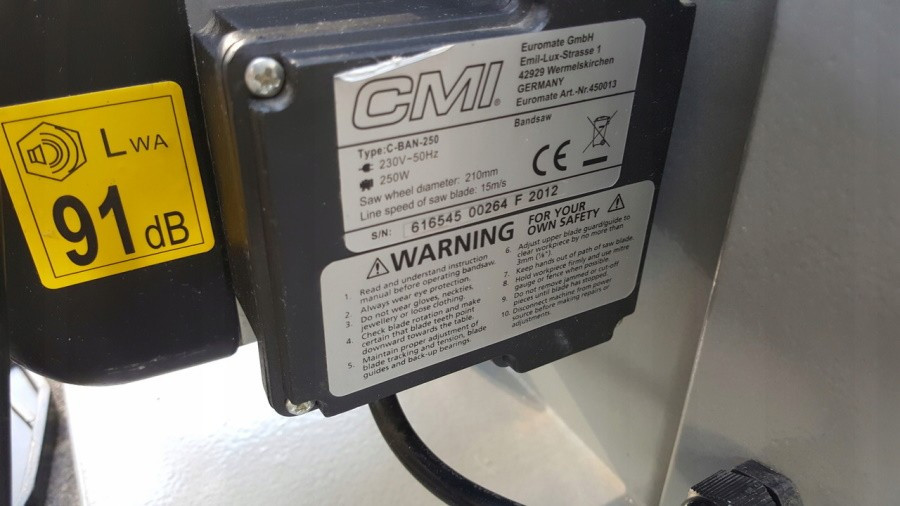 LWA
91 dB
CMI®
Euromate GmbH
Emil-Lux-Strasse 1
42929 Wermelskirchen
GERMANY
Euromate Art.-Nr.450013
Bandsaw
Type:C-BAN-250
230V~50Hz
250W
Saw wheel diameter: 210mm
Line speed of saw blade: 15m/s
CE
S/N: 616545 00264 F 2012
WARNING FOR YOUR
OWN SAFETY
1. Read and understand instruction
manual before operating bandsaw.
2. Always wear eye protection.
3. Do not wear gloves, neckties,
jewellery or loose clothing.
4. Check blade rotation and make
certain that blade teeth point
downward towards the table.
5. Maintain proper adjustment of
blade tracking and tension, blade
guides and back-up bearings.
6. Adjust upper blade guard/guide to
clear workpiece by no more than
3mm (⅛").
7. Keep hands out of path of saw blade.
8. Hold workpiece firmly and use mitre
gauge or fence when possible.
9. Do not remove jammed or cut-off
pieces until blade has stopped.
10. Disconnect machine from power
source before making repairs or
adjustments.